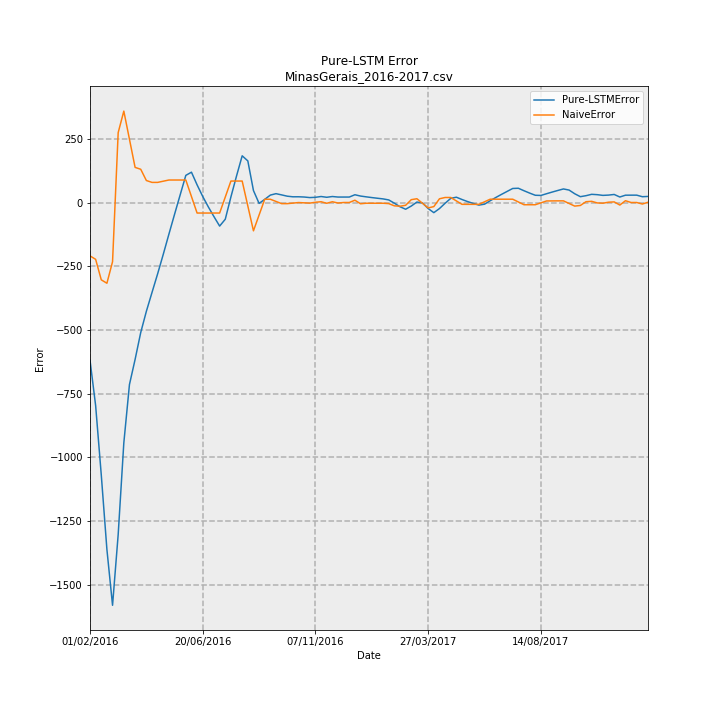 Pure-LSTM Error
MinasGerais_2016-2017.csv
Pure-LSTMError
NaiveError
250
0
−250
−500
−750
−1000
−1250
−1500
Error
01/02/2016 20/06/2016 07/11/2016 27/03/2017 14/08/2017
Date